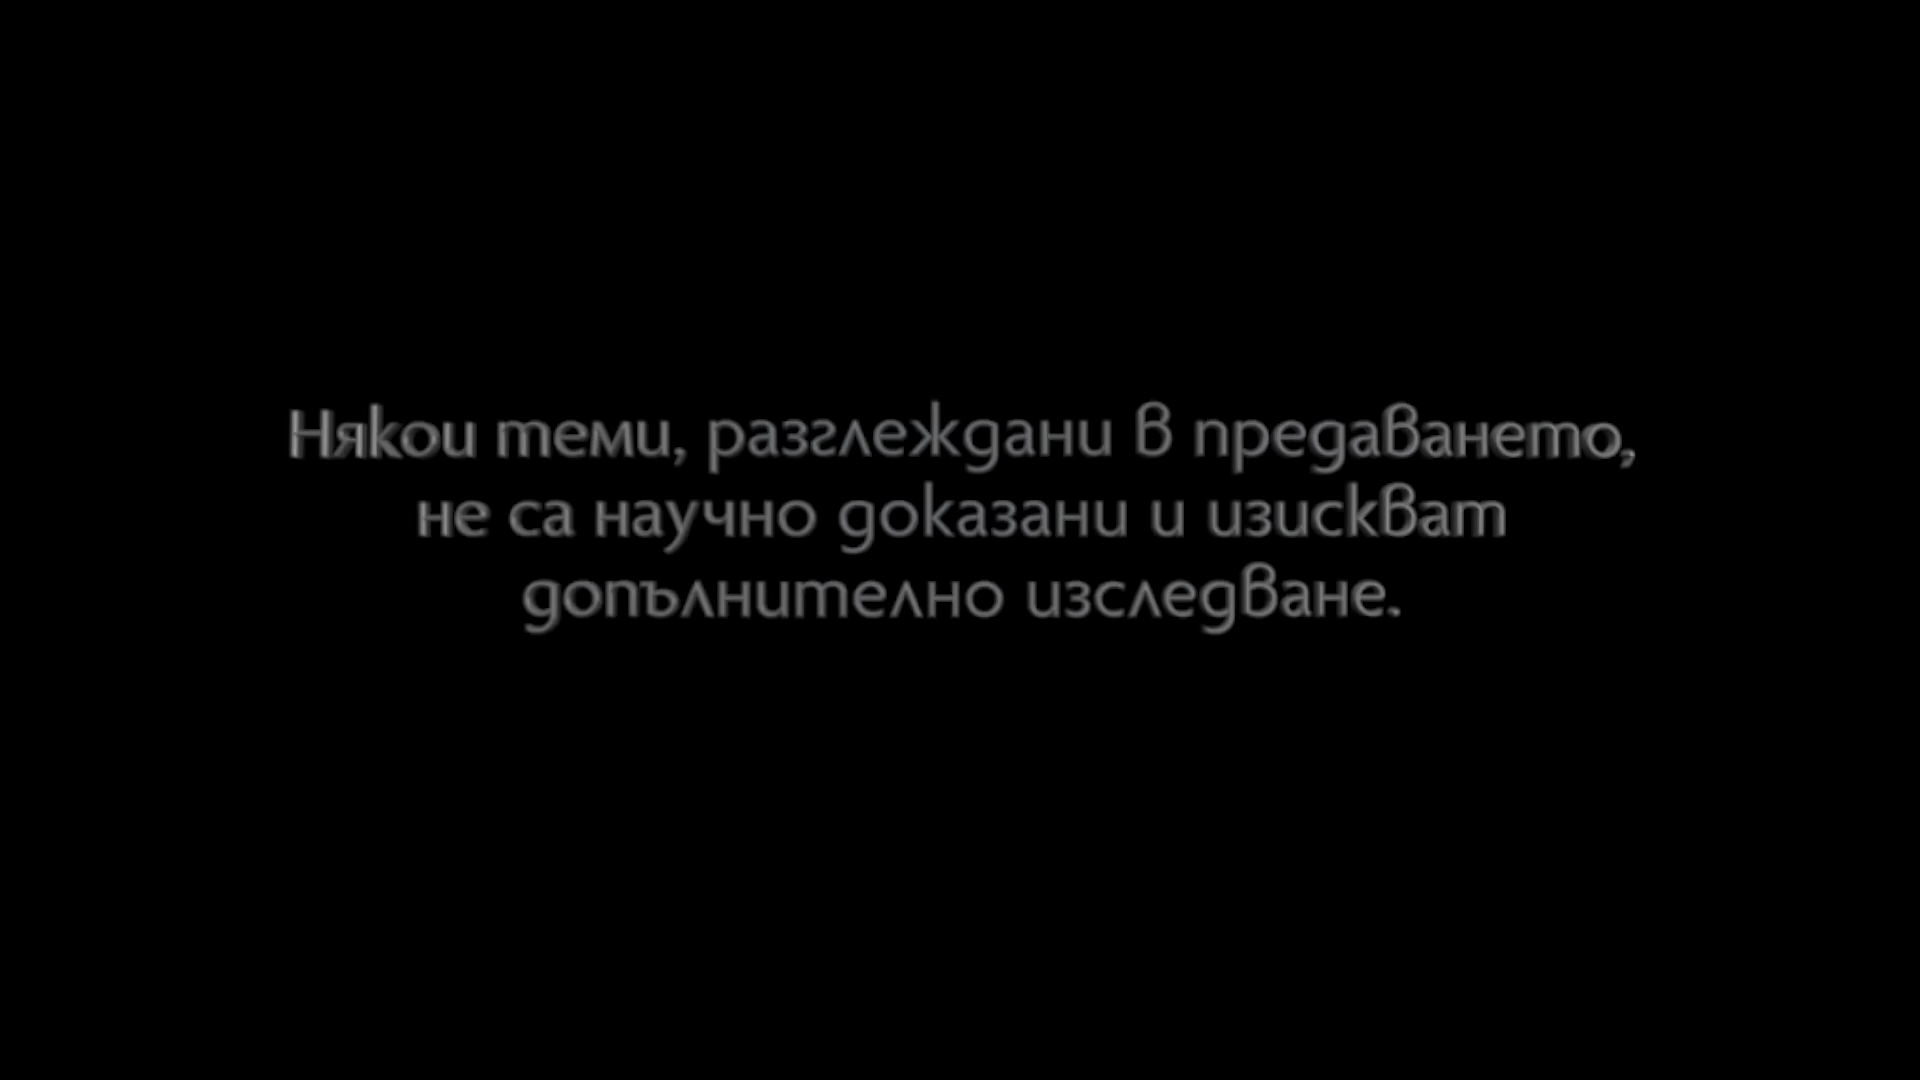 Някои теми, разглеждани в предаването,
не са научно доказани и изискват
допълнително изследване.